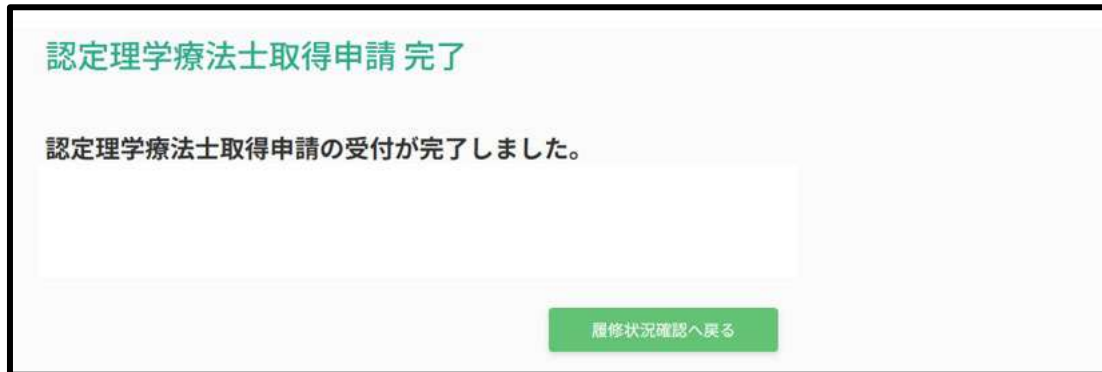 認定理学療法士取得申請 完了
認定理学療法士取得申請の受付が完了しました。
履修状況確認へ戻る